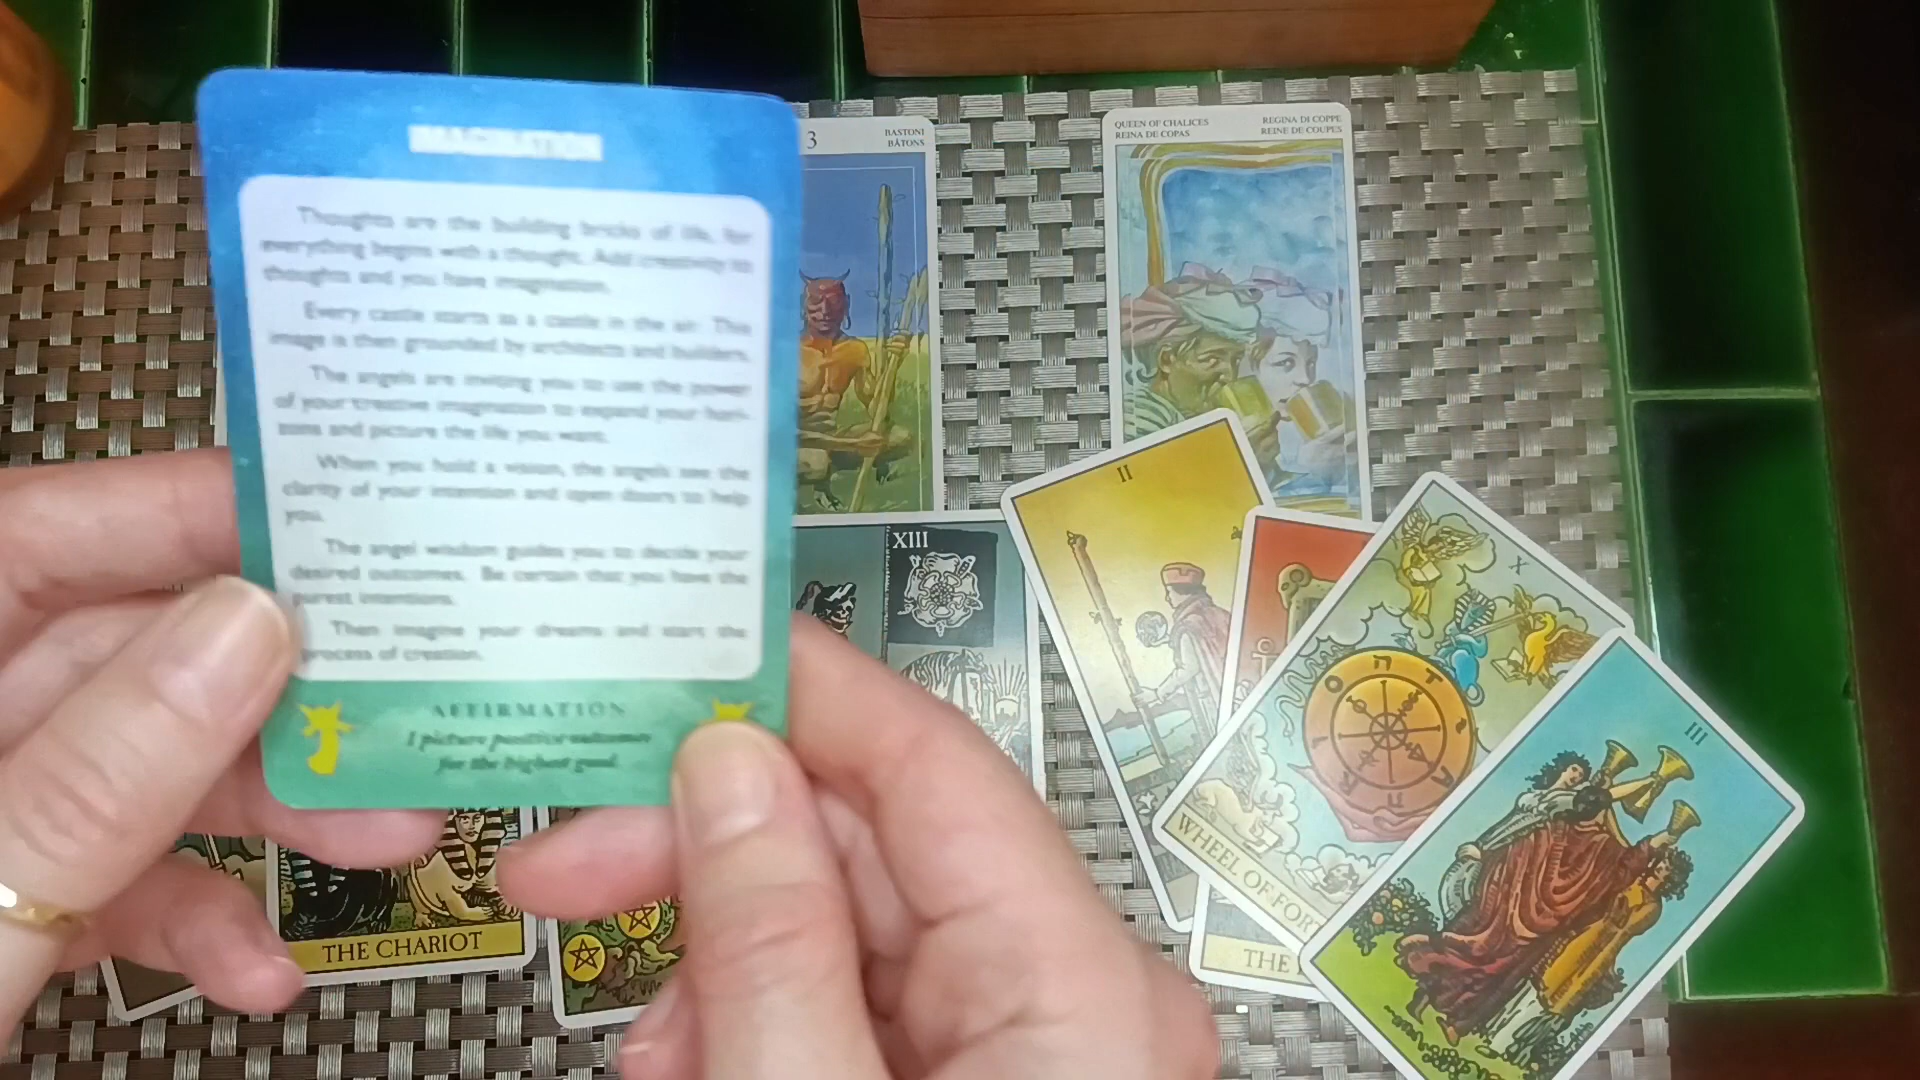 IMAGINATION
Thoughts are the building bricks of life, for
everything begins with a thought. Add creativity to
thoughts and you have imagination.
Every castle starts as a castle in the air. This
image is then grounded by architects and builders.
The angels are inviting you to use the power
of your creative imagination to expand your hori-
zons and picture the life you want.
When you hold a vision, the angels see the
clarity of your intention and open doors to help
you.
The angel wisdom guides you to decide your
desired outcomes. Be certain that you have the
purest intentions.
Then imagine your dreams and start the
process of creation.
AFFIRMATION
I picture positive outcomes
for the highest good.
3
BASTONI
BÂTONS
QUEEN OF CHALICES
REINA DE COPAS
REGINA DI COPPE
REINE DE COUPES
XIII
II
X
WHEEL OF FORT
III
THE
THE CHARIOT